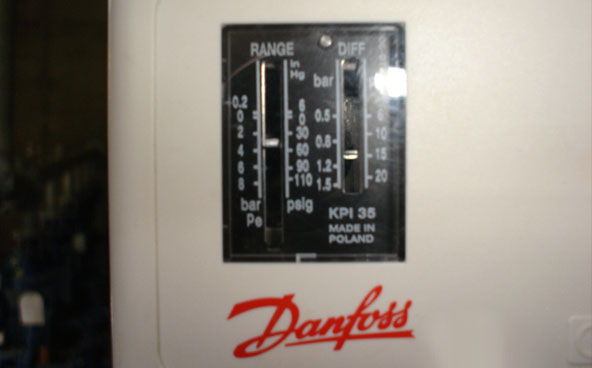 RANGE DIFF
in
Hg
bar
-0.2 6
0 0 0.5
2 30 10
4 60 0.8 15
6 90 1.2 20
8 110 1.5
bar psig
Pe
KPI 35
MADE IN
POLAND
Danfoss